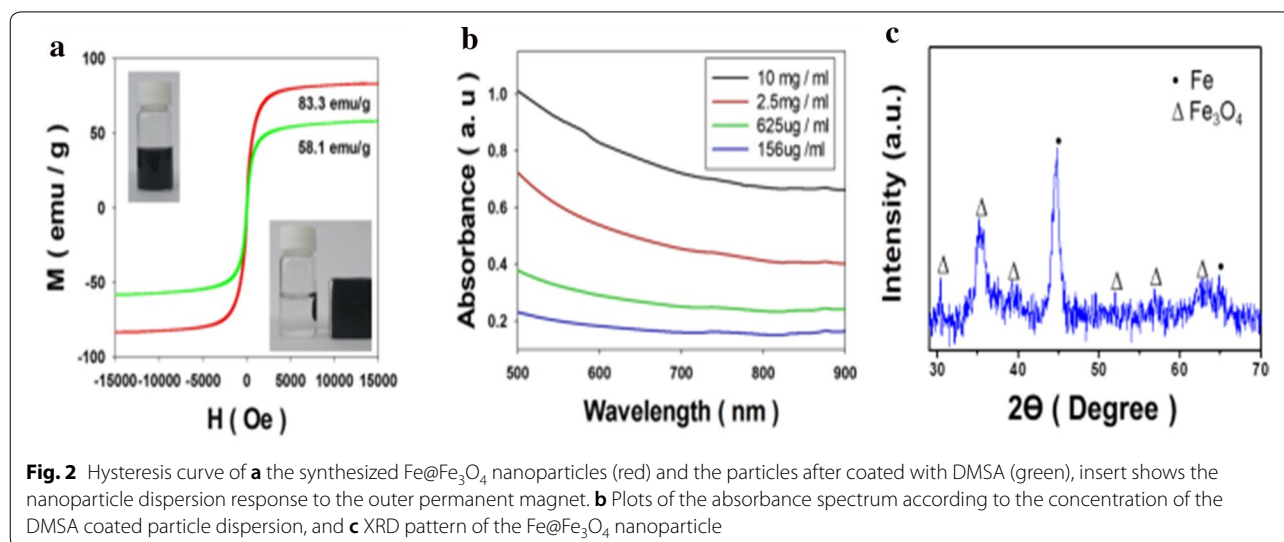 a
M ( emu / g )
100
50
0
-50
-100
83.3 emu/g
58.1 emu/g
-15000 -10000 -5000 0 5000 10000 15000
H ( Oe )
b
Absorbance ( a. u )
1.0
0.8
0.6
0.4
0.2
10 mg / ml
2.5mg / ml
625ug / ml
156ug /ml
500 600 700 800 900
Wavelength ( nm )
c
Intensity (a.u.)
• Fe
Δ Fe₃O₄
Δ Δ Δ • Δ Δ Δ •
30 40 50 60 70
2Θ ( Degree )
Fig. 2 Hysteresis curve of a the synthesized Fe@Fe₃O₄ nanoparticles (red) and the particles after coated with DMSA (green), insert shows the
nanoparticle dispersion response to the outer permanent magnet. b Plots of the absorbance spectrum according to the concentration of the
DMSA coated particle dispersion, and c XRD pattern of the Fe@Fe₃O₄ nanoparticle